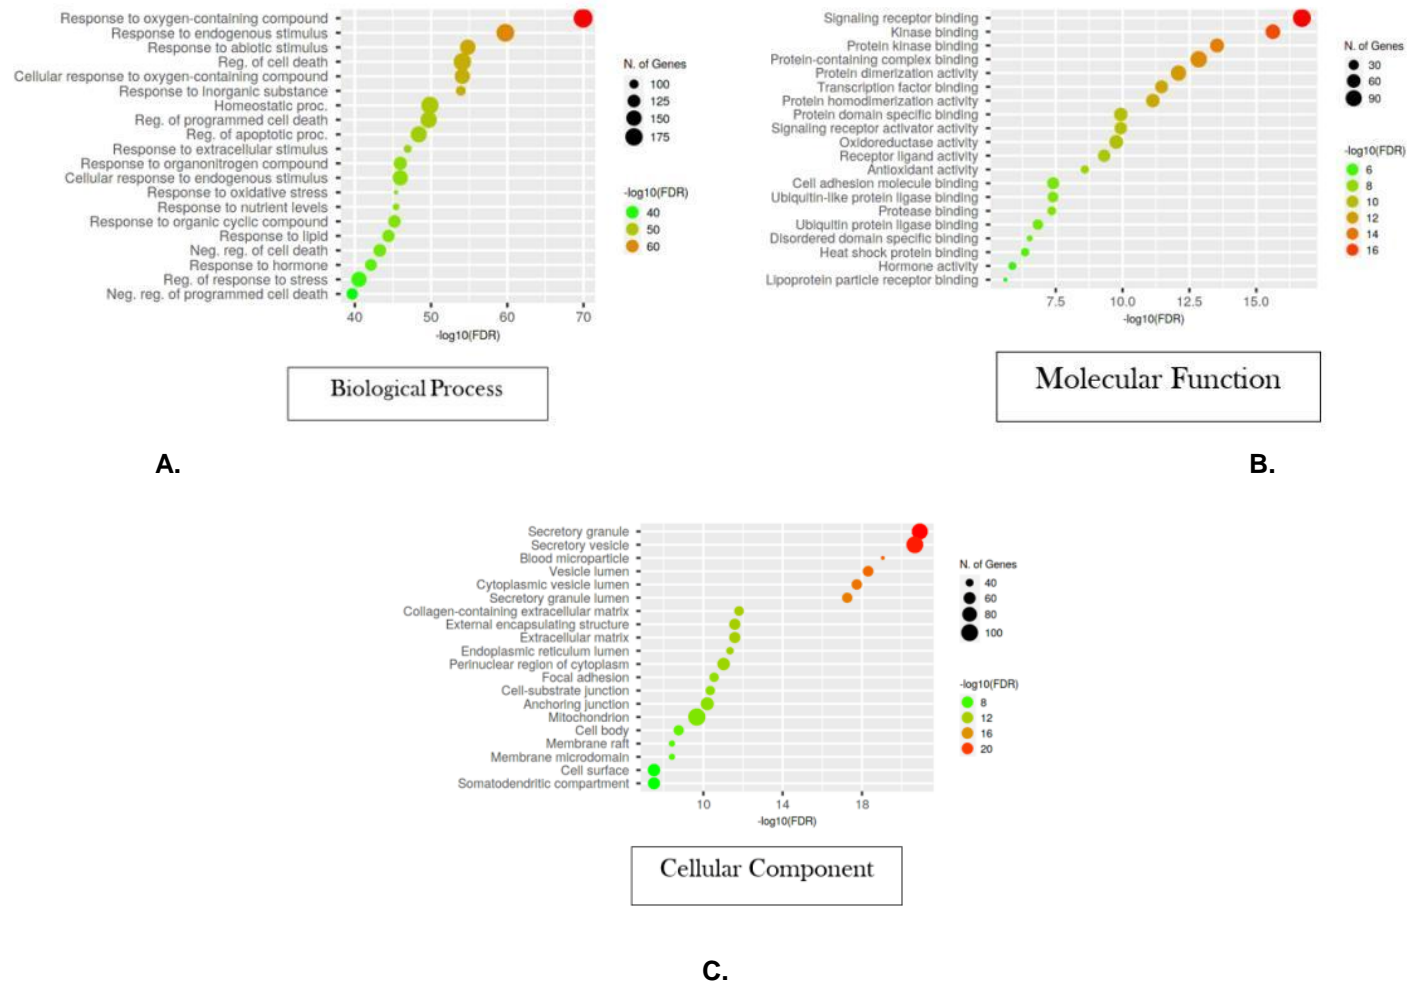 Response to oxygen-containing compound
Response to endogenous stimulus
Response to abiotic stimulus
Reg. of cell death
Cellular response to oxygen-containing compound
Response to inorganic substance
Homeostatic proc.
Reg. of programmed cell death
Reg. of apoptotic proc.
Response to extracellular stimulus
Response to organonitrogen compound
Cellular response to endogenous stimulus
Response to oxidative stress
Response to nutrient levels
Response to organic cyclic compound
Response to lipid
Neg. reg. of cell death
Response to hormone
Reg. of response to stress
Neg. reg. of programmed cell death
40 50 60 70
-log10(FDR)
N. of Genes
100
125
150
175
-log10(FDR)
40
50
60
Biological Process
A.
Signaling receptor binding
Kinase binding
Protein kinase binding
Protein-containing complex binding
Protein dimerization activity
Transcription factor binding
Protein homodimerization activity
Protein domain specific binding
Signaling receptor activator activity
Oxidoreductase activity
Receptor ligand activity
Antioxidant activity
Cell adhesion molecule binding
Ubiquitin-like protein ligase binding
Protease binding
Ubiquitin protein ligase binding
Disordered domain specific binding
Heat shock protein binding
Hormone activity
Lipoprotein particle receptor binding
7.5 10.0 12.5 15.0
-log10(FDR)
N. of Genes
30
60
90
-log10(FDR)
6
8
10
12
14
16
Molecular Function
B.
Secretory granule
Secretory vesicle
Blood microparticle
Vesicle lumen
Cytoplasmic vesicle lumen
Secretory granule lumen
Collagen-containing extracellular matrix
External encapsulating structure
Extracellular matrix
Endoplasmic reticulum lumen
Perinuclear region of cytoplasm
Focal adhesion
Cell-substrate junction
Anchoring junction
Mitochondrion
Cell body
Membrane raft
Membrane microdomain
Cell surface
Somatodendritic compartment
10 14 18
-log10(FDR)
N. of Genes
40
60
80
100
-log10(FDR)
8
12
16
20
Cellular Component
C.